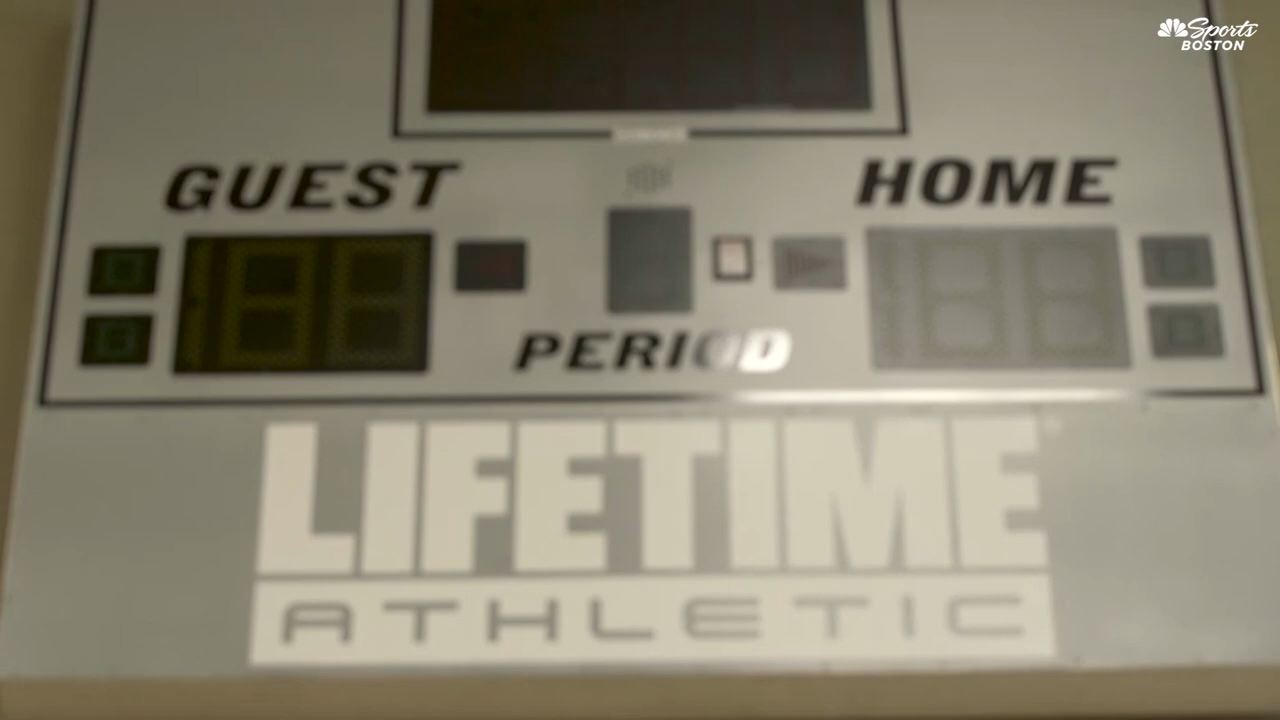 Sports
BOSTON
GUEST
HOME
PERIOD
LIFETIME
ATHLETIC